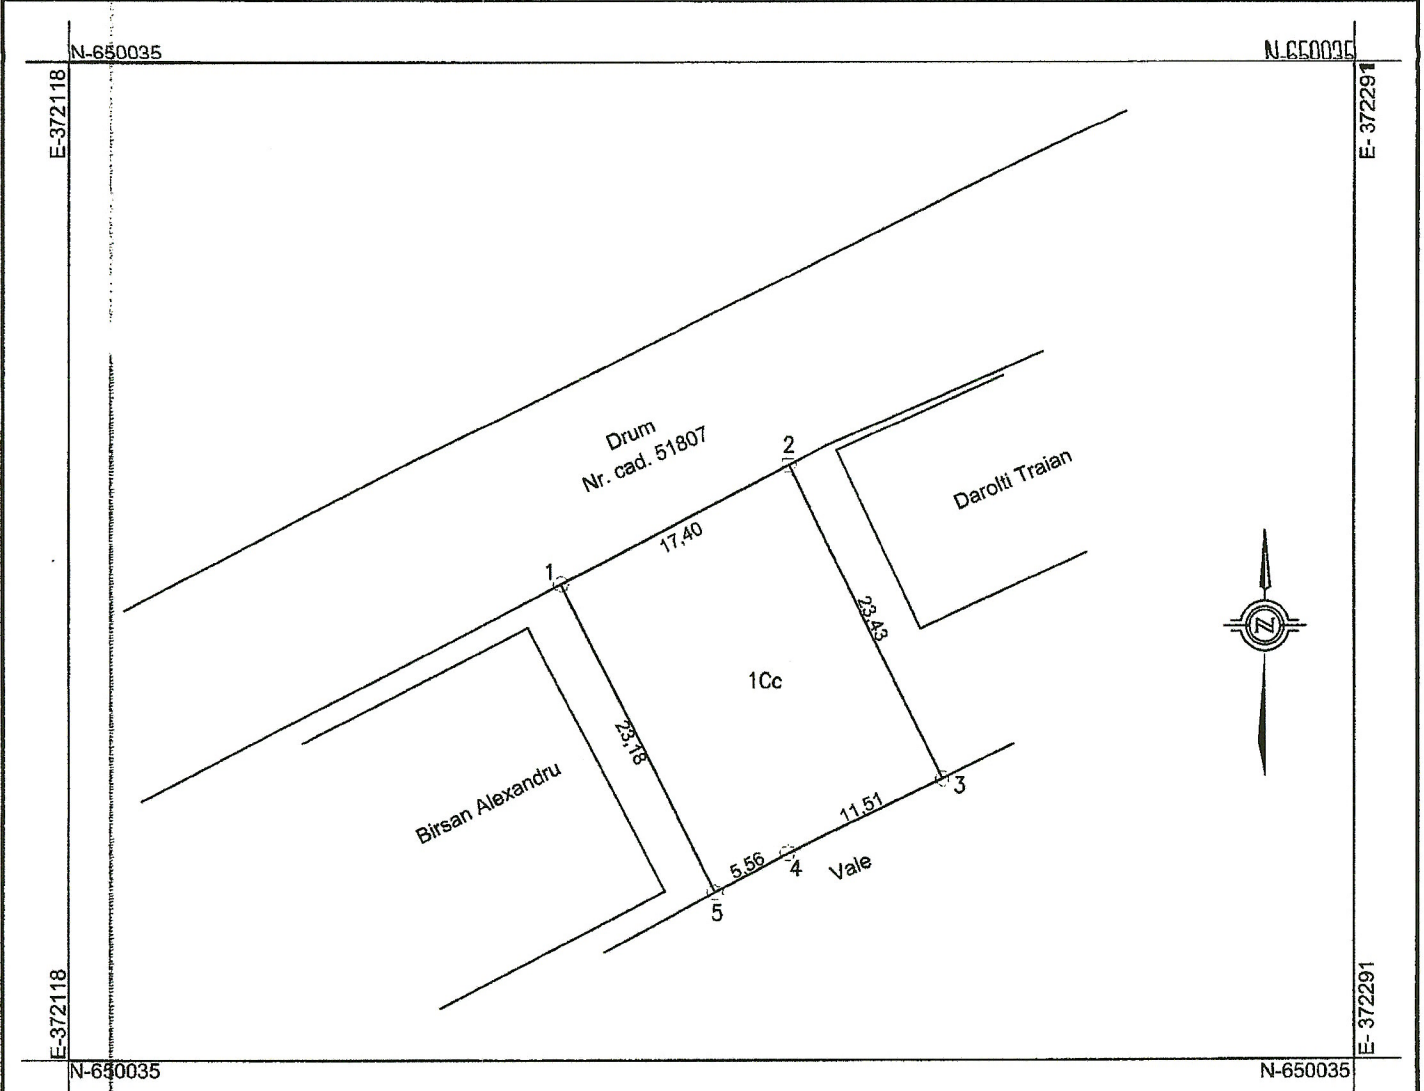 N-650035
N-650035
E-372118
E- 372291
Drum
Nr. cad. 51807
2
Darolti Traian
17,40
1
23,43
N
1Cc
23,18
Birsan Alexandru
3
11,51
5,56
4
Vale
5
E-372118
E- 372291
N-650035
N-650035